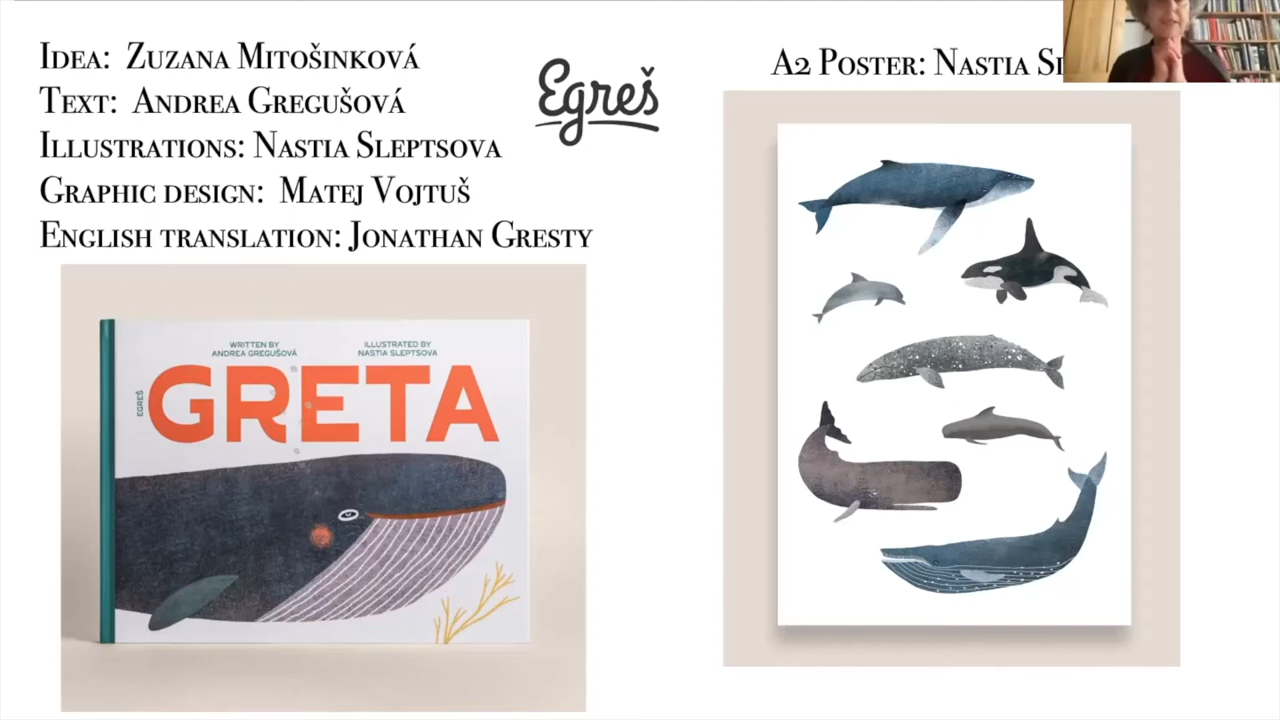 Idea: Zuzana Mitošinková
Text: Andrea Gregušová
Illustrations: Nastia Sleptsova
Graphic design: Matej Vojtuš
English translation: Jonathan Gresty
Egreš
A2 Poster: Nastia
WRITTEN BY
ANDREA GREGUŠOVÁ
ILLUSTRATED BY
NASTIA SLEPTSOVA
EGREŠ
GRETA